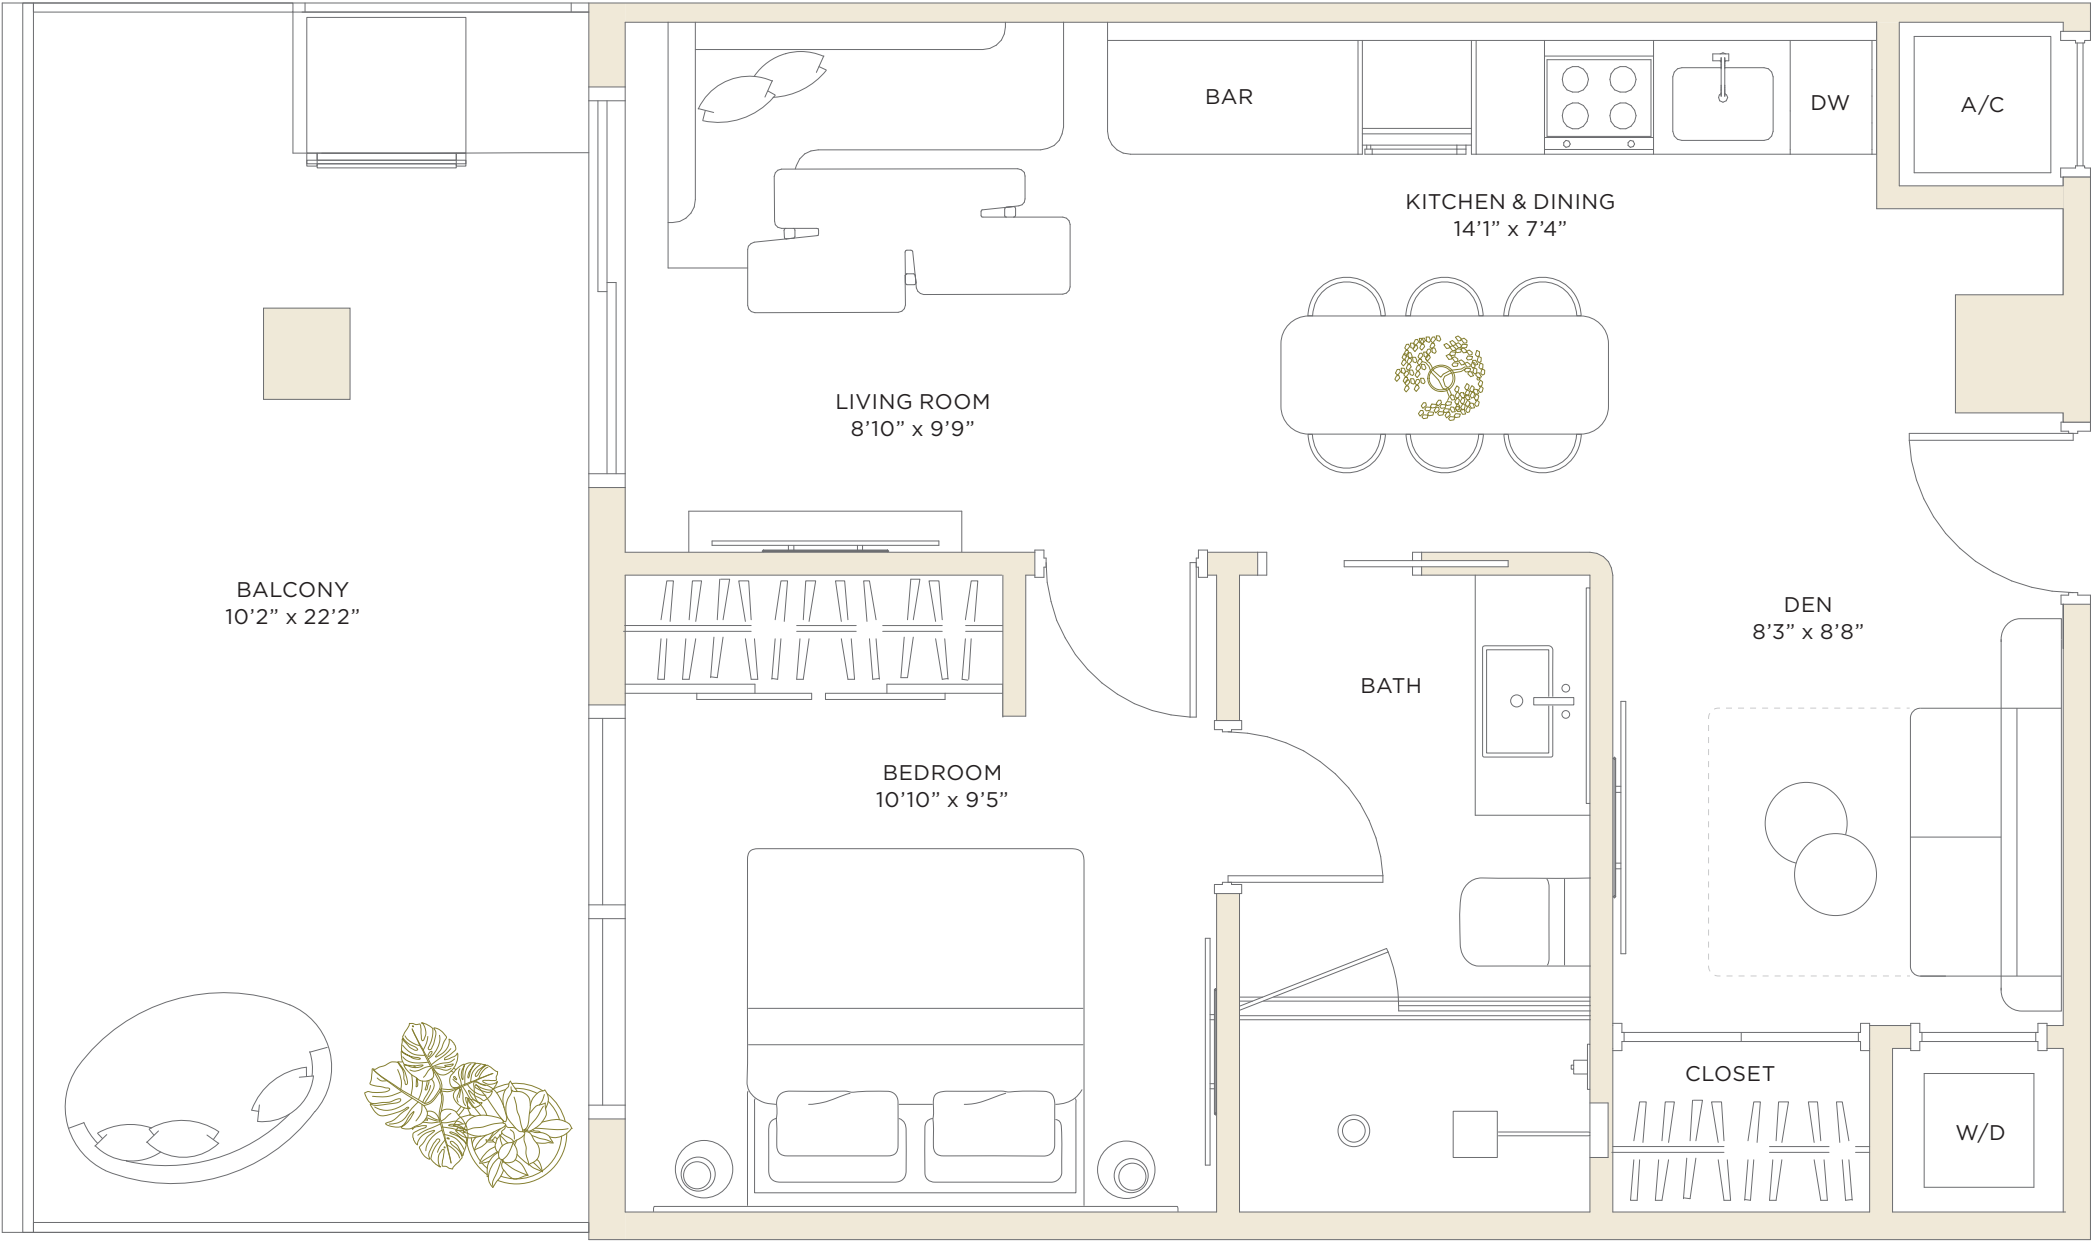 BAR
DW
A/C
KITCHEN & DINING
14’1” x 7’4”
LIVING ROOM
8’10” x 9’9”
BALCONY
10’2” x 22’2”
DEN
8’3” x 8’8”
BATH
BEDROOM
10’10” x 9’5”
CLOSET
W/D